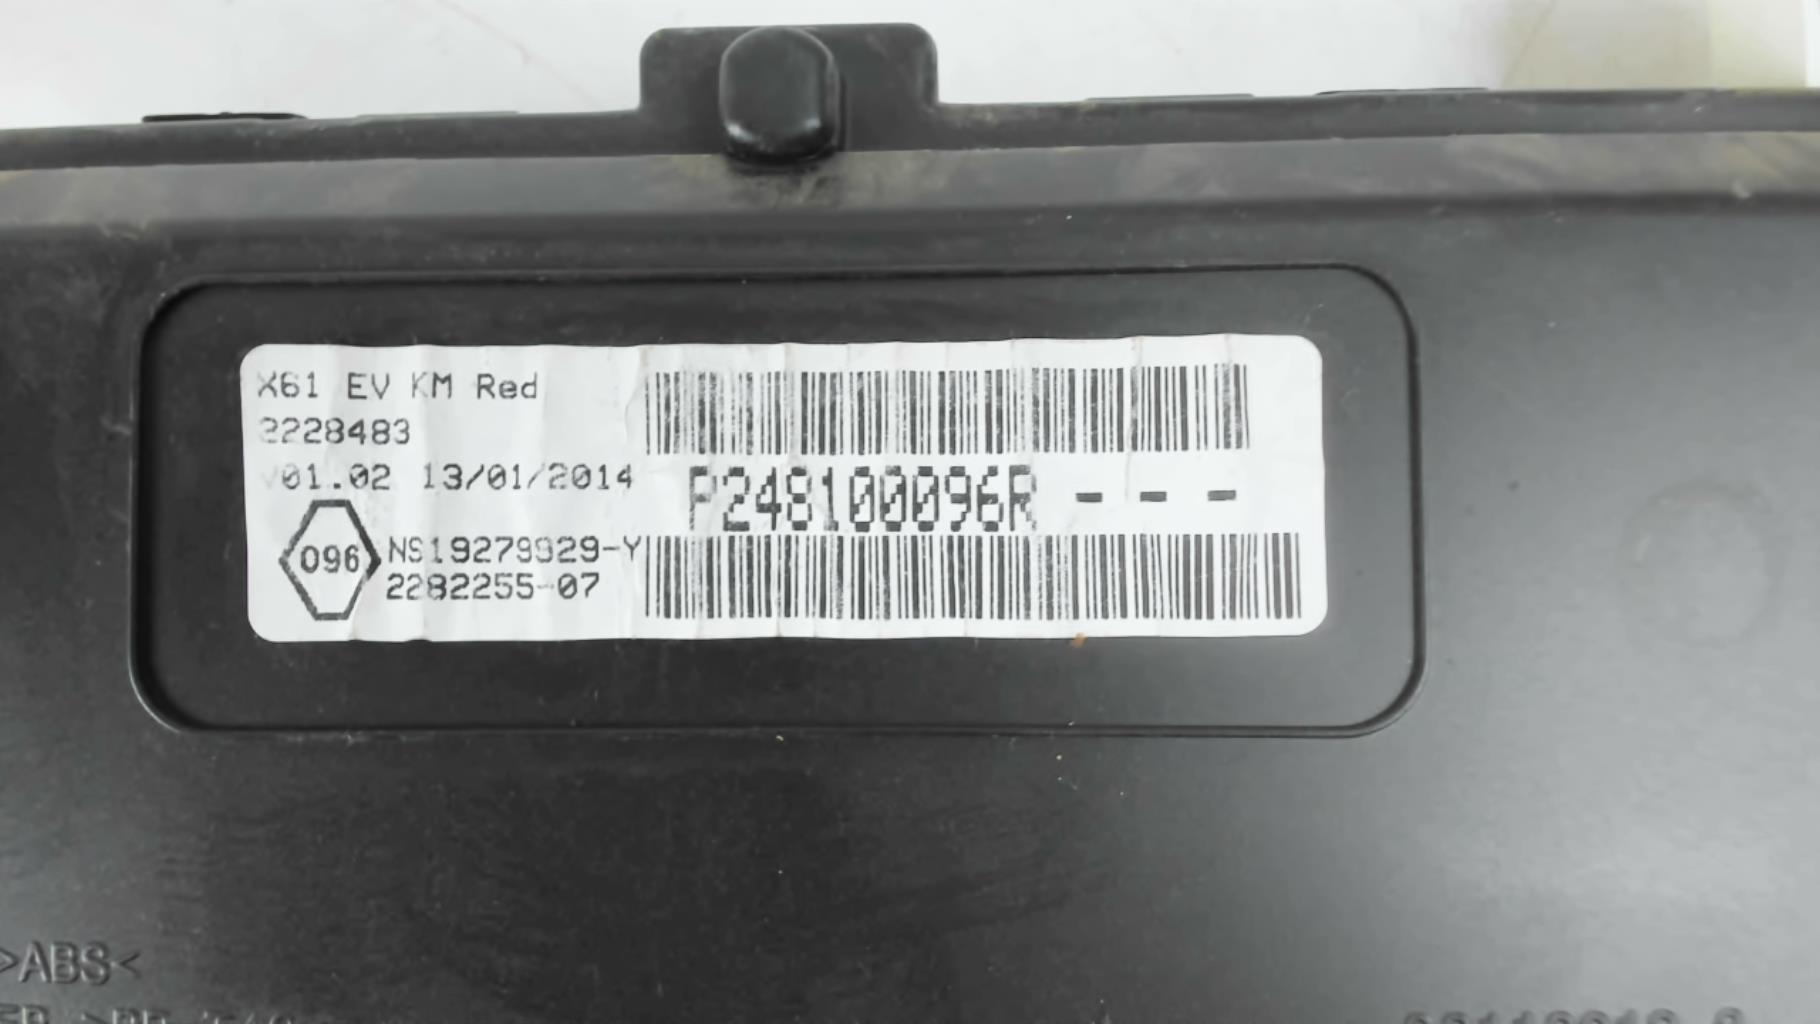 X61 EV KM Red
2228483
V01.02 13/01/2014
P248100096R - - -
096
NS19279929-Y
2282255-07
>ABS<